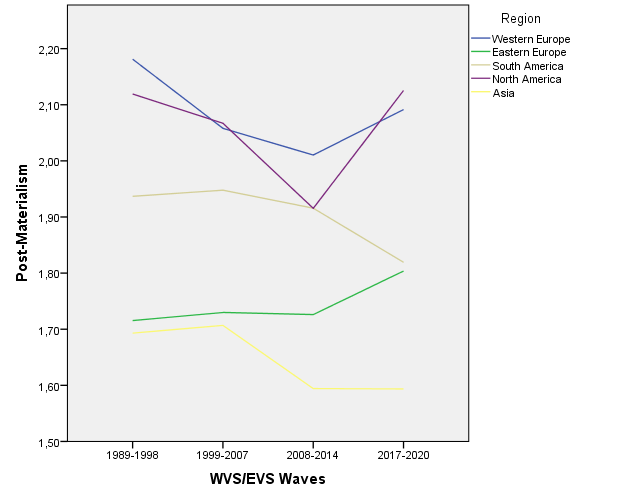 Region
Western Europe
Eastern Europe
South America
North America
Asia
Post-Materialism
2,20
2,10
2,00
1,90
1,80
1,70
1,60
1,50
1989-1998 1999-2007 2008-2014 2017-2020
WVS/EVS Waves